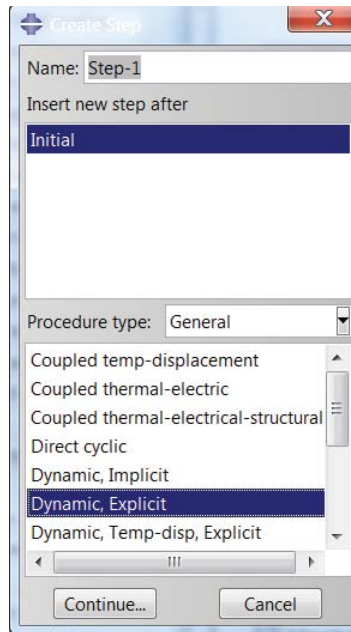 Create Step
Name: Step-1
Insert new step after
Initial
Procedure type: General
Coupled temp-displacement
Coupled thermal-electric
Coupled thermal-electrical-structural
Direct cyclic
Dynamic, Implicit
Dynamic, Explicit
Dynamic, Temp-disp, Explicit
Continue... Cancel